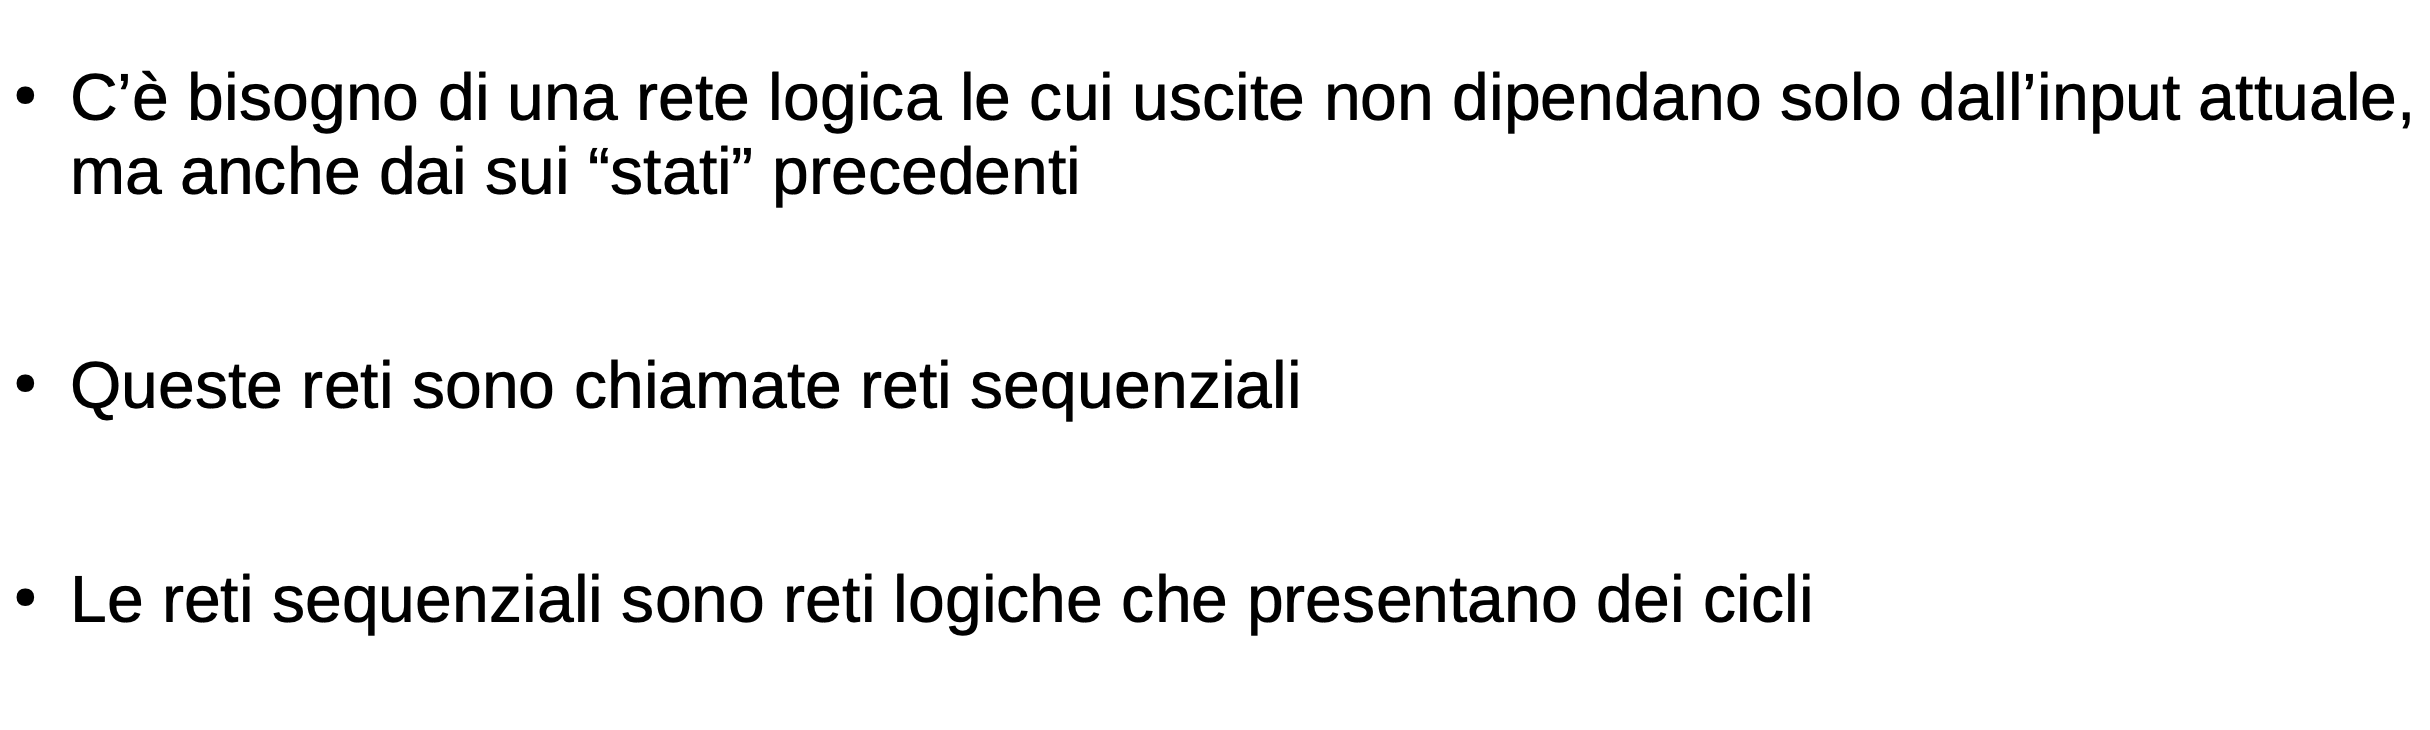 • C’è bisogno di una rete logica le cui uscite non dipendano solo dall’input attuale,
ma anche dai sui “stati” precedenti
• Queste reti sono chiamate reti sequenziali
• Le reti sequenziali sono reti logiche che presentano dei cicli